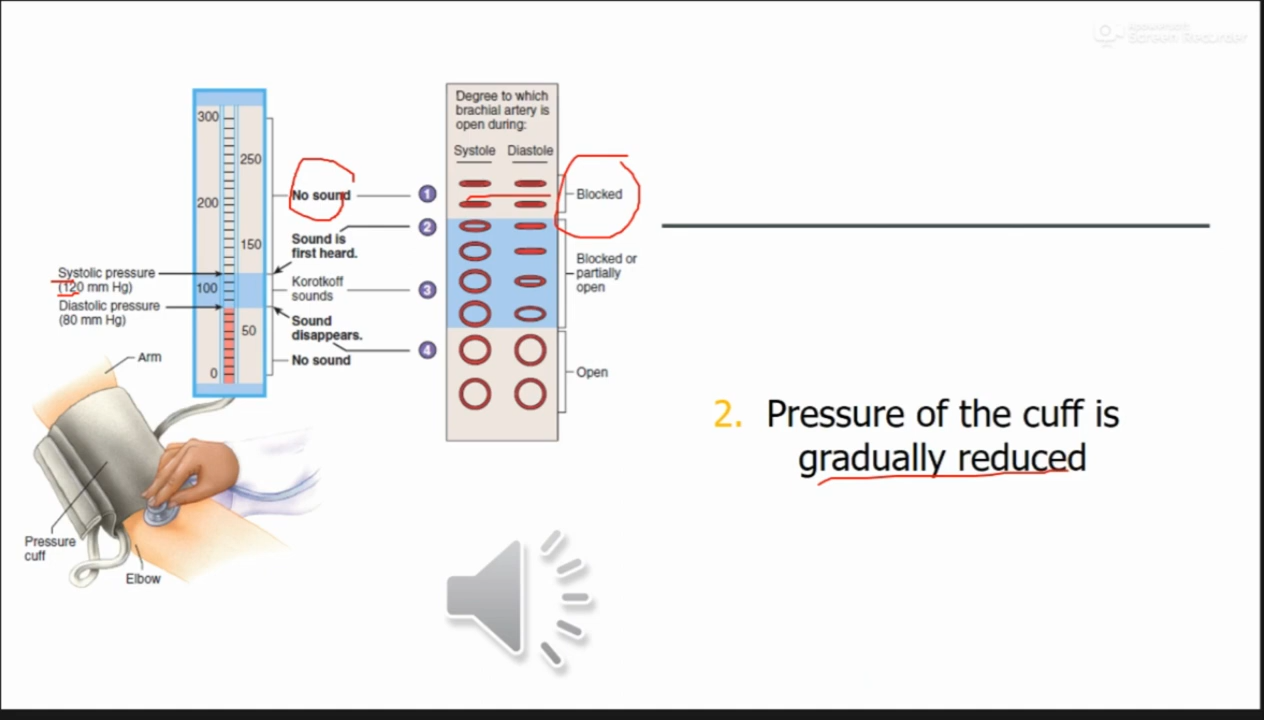 Apowersoft
Screen Recorder
Degree to which
brachial artery is
open during:
Systole Diastole
300
250
200
150
100
50
0
No sound
1
Blocked
2
Sound is
first heard.
Blocked or
partially
open
Systolic pressure
(120 mm Hg)
Korotkoff
sounds
3
Diastolic pressure
(80 mm Hg)
Sound
disappears.
4
No sound
Open
Arm
Pressure
cuff
Elbow
2. Pressure of the cuff is
gradually reduced